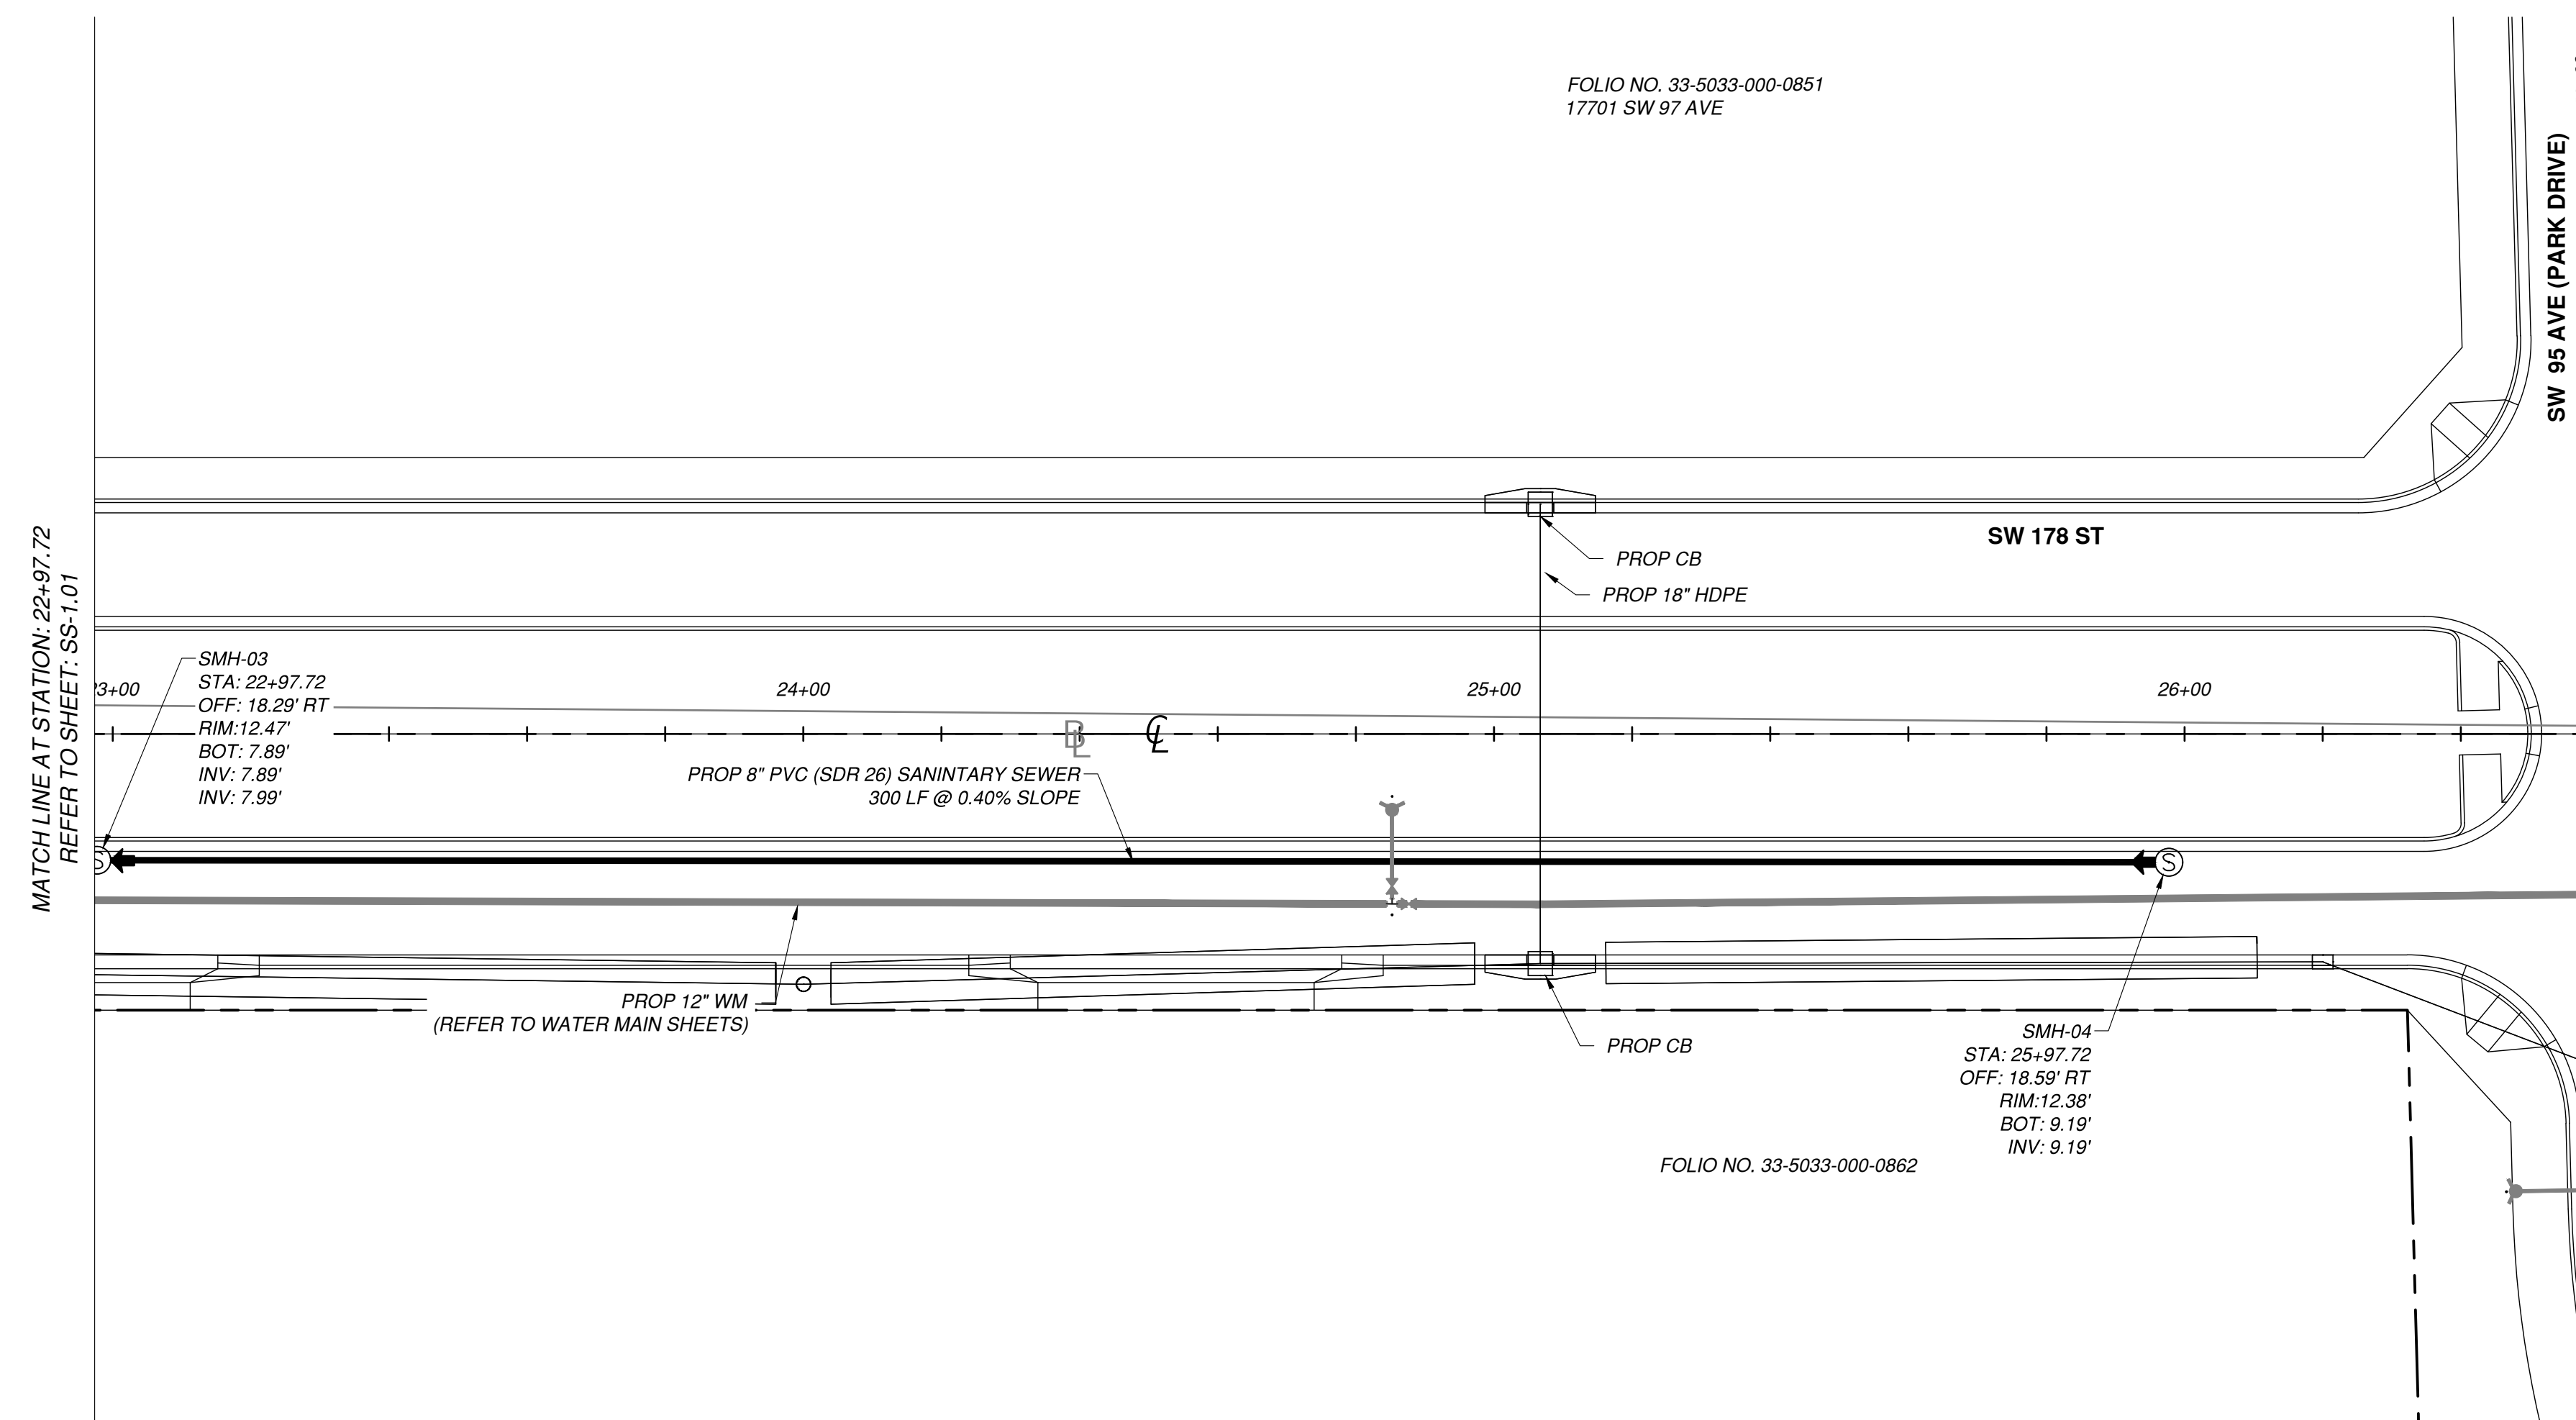 FOLIO NO. 33-5033-000-0851
17701 SW 97 AVE
SW 95 AVE (PARK DRIVE)
SW 178 ST
PROP CB
PROP 18" HDPE
MATCH LINE AT STATION: 22+97.72
REFER TO SHEET: SS-1.01
SMH-03
STA: 22+97.72
OFF: 18.29' RT
RIM:12.47'
BOT: 7.89'
INV: 7.89'
INV: 7.99'
3+00
24+00
25+00
26+00
BL
CL
PROP 8" PVC (SDR 26) SANINTARY SEWER
300 LF @ 0.40% SLOPE
S
S
PROP 12" WM
(REFER TO WATER MAIN SHEETS)
PROP CB
SMH-04
STA: 25+97.72
OFF: 18.59' RT
RIM:12.38'
BOT: 9.19'
INV: 9.19'
FOLIO NO. 33-5033-000-0862